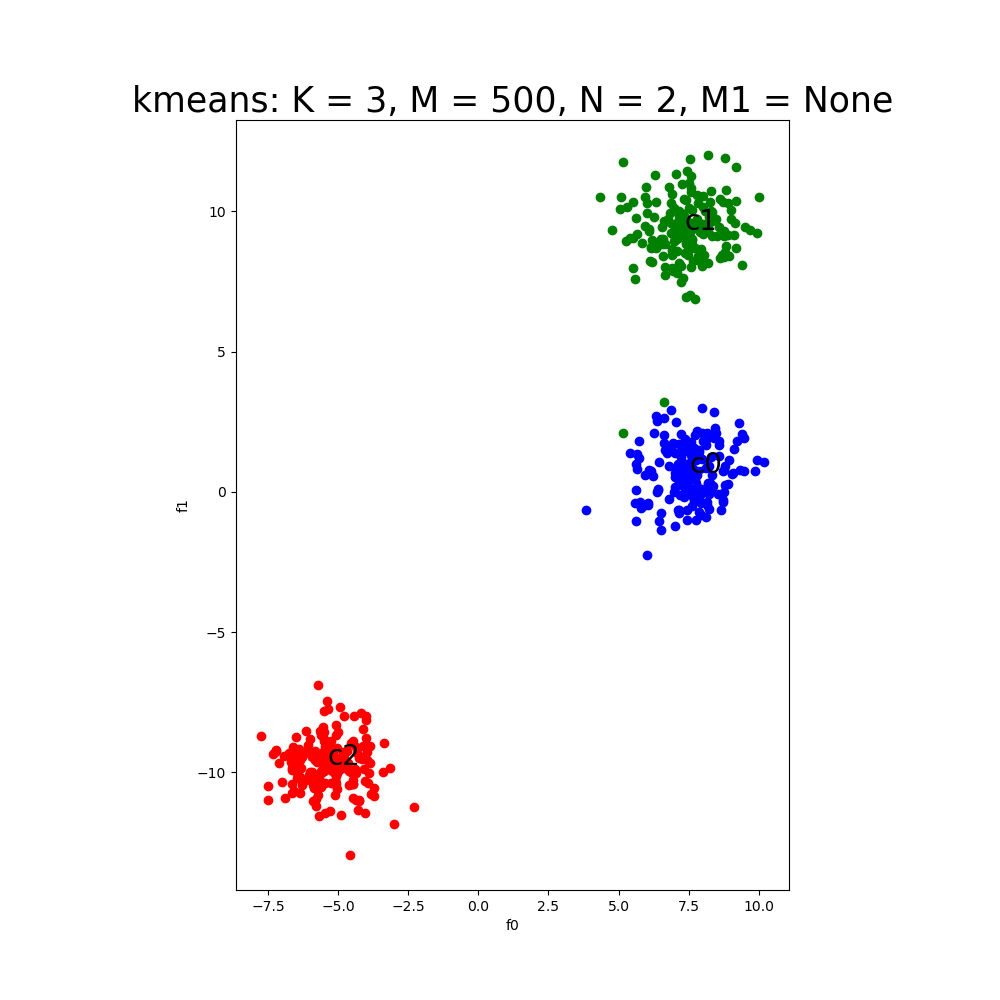 kmeans: K = 3, M = 500, N = 2, M1 = None
10
5
0
−5
−10
f1
c1
c0
c2
−7.5 −5.0 −2.5 0.0 2.5 5.0 7.5 10.0
f0